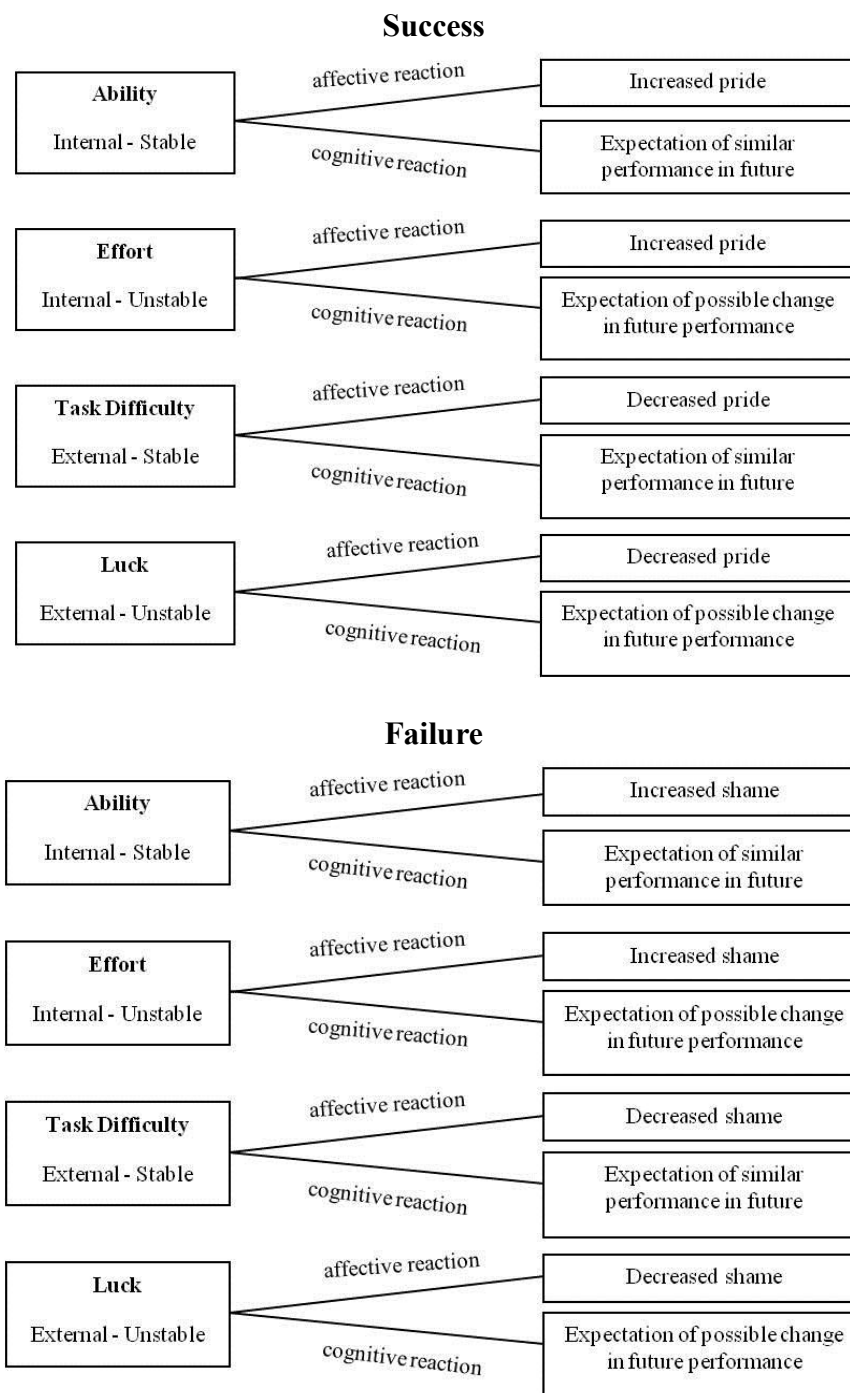 Success
Ability
Internal - Stable
affective reaction
cognitive reaction
Increased pride
Expectation of similar
performance in future
Effort
Internal - Unstable
affective reaction
cognitive reaction
Increased pride
Expectation of possible change
in future performance
Task Difficulty
External - Stable
affective reaction
cognitive reaction
Decreased pride
Expectation of similar
performance in future
Luck
External - Unstable
affective reaction
cognitive reaction
Decreased pride
Expectation of possible change
in future performance
Failure
Ability
Internal - Stable
affective reaction
cognitive reaction
Increased shame
Expectation of similar
performance in future
Effort
Internal - Unstable
affective reaction
cognitive reaction
Increased shame
Expectation of possible change
in future performance
Task Difficulty
External - Stable
affective reaction
cognitive reaction
Decreased shame
Expectation of similar
performance in future
Luck
External - Unstable
affective reaction
cognitive reaction
Decreased shame
Expectation of possible change
in future performance